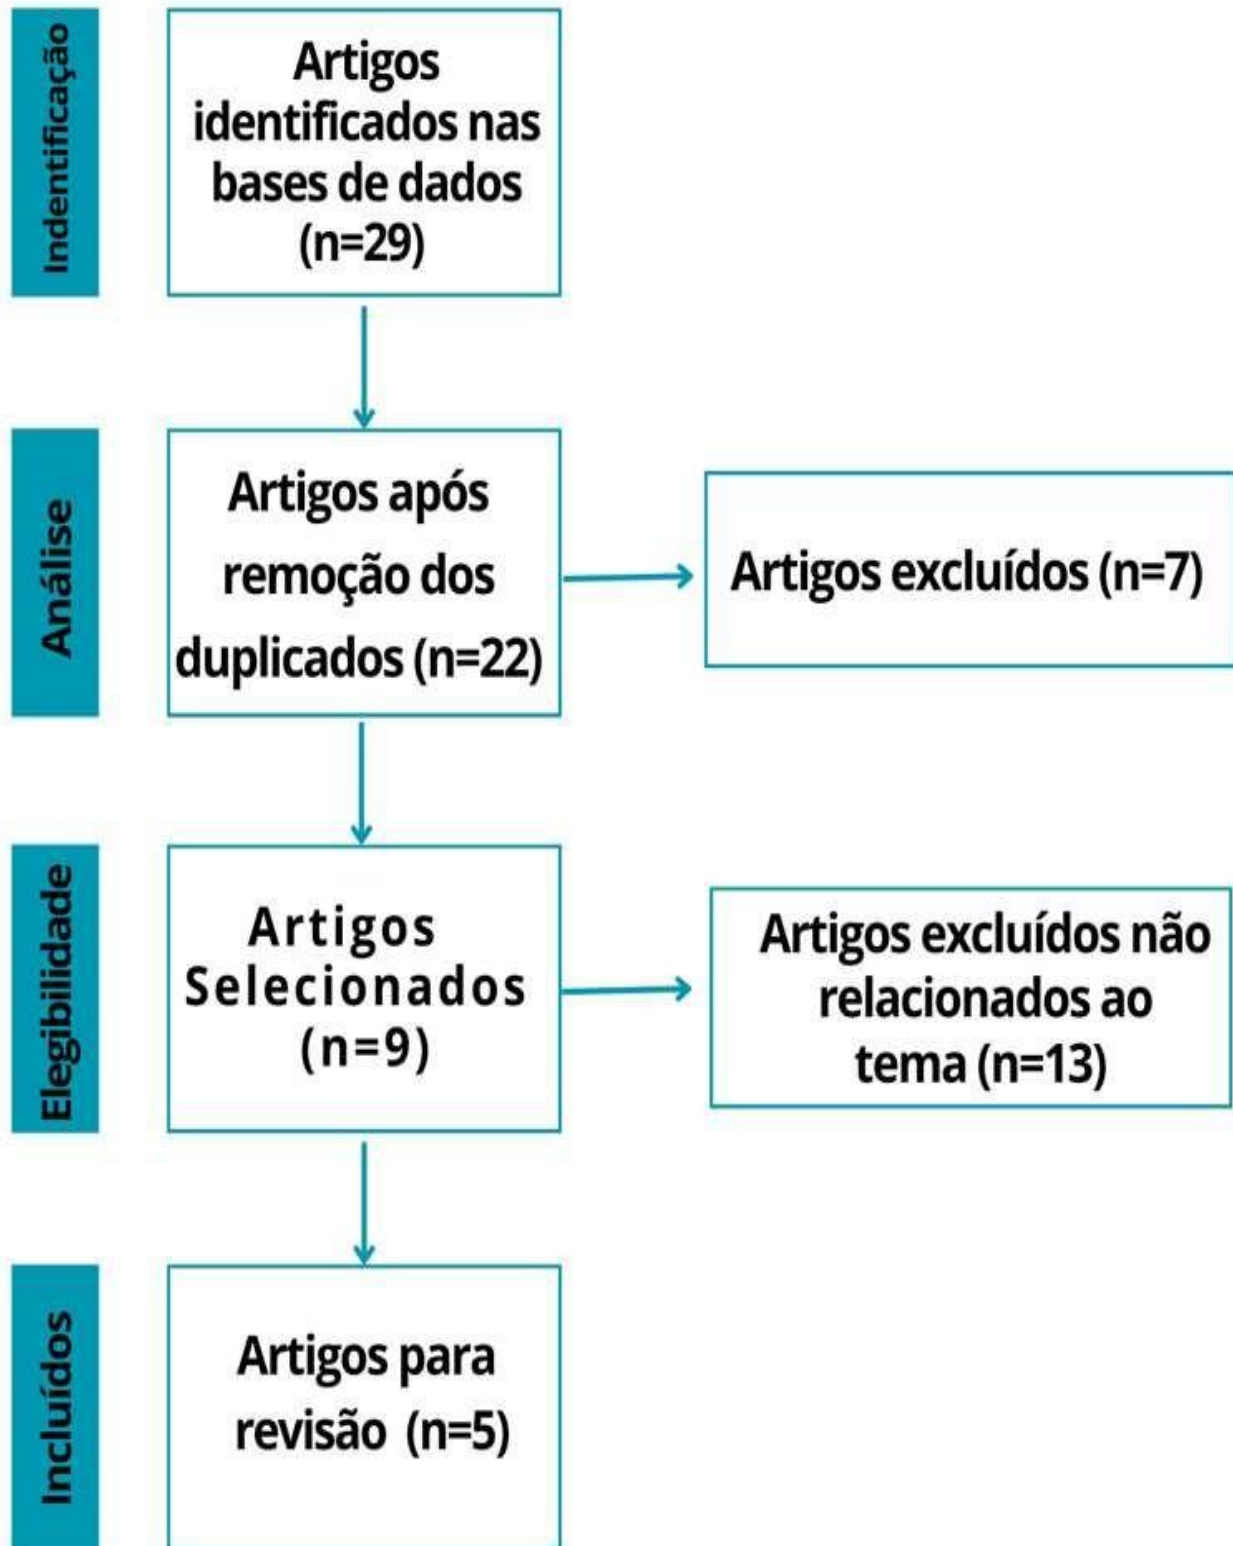 Indentificação
Artigos
identificados nas
bases de dados
(n=29)
Análise
Artigos após
remoção dos
duplicados (n=22)
Artigos excluídos (n=7)
Elegibilidade
Artigos
Selecionados
(n=9)
Artigos excluídos não
relacionados ao
tema (n=13)
Incluídos
Artigos para
revisão (n=5)